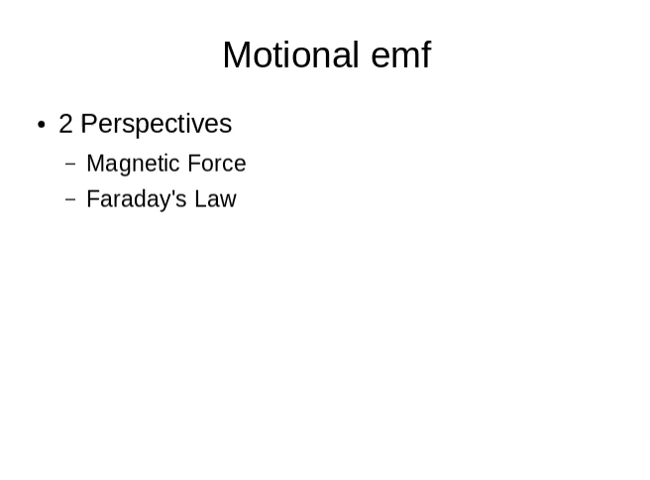 Motional emf
• 2 Perspectives
– Magnetic Force
– Faraday's Law